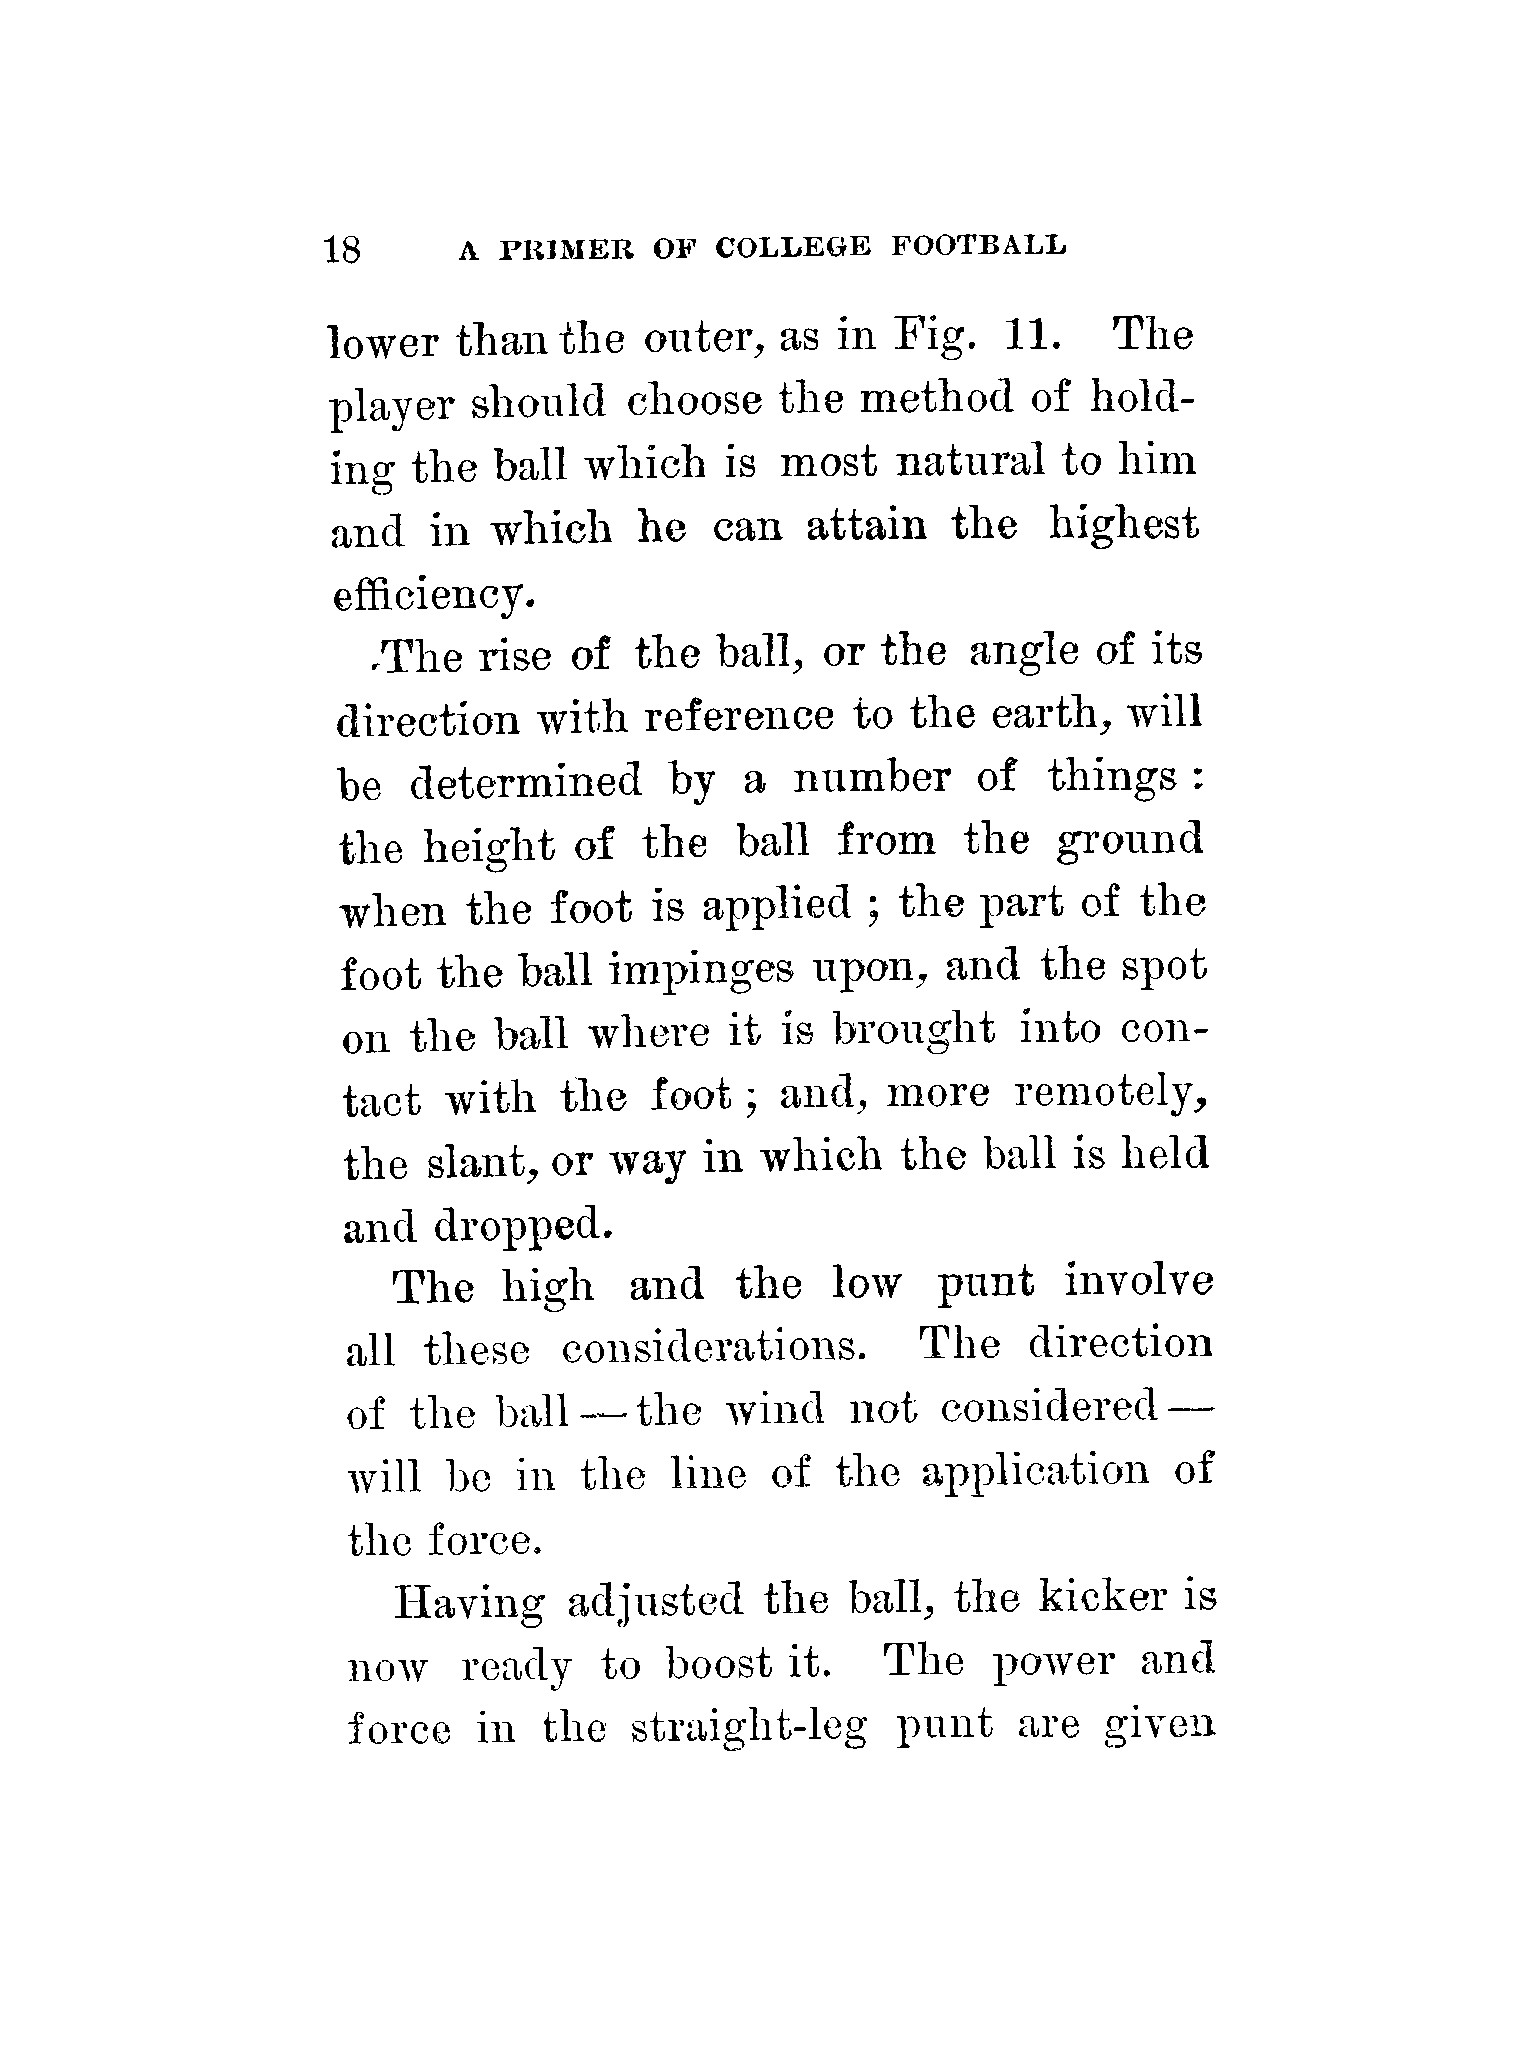 18 A PRIMER OF COLLEGE FOOTBALL
lower than the outer, as in Fig. 11. The
player should choose the method of hold-
ing the ball which is most natural to him
and in which he can attain the highest
efficiency.
The rise of the ball, or the angle of its
direction with reference to the earth, will
be determined by a number of things :
the height of the ball from the ground
when the foot is applied ; the part of the
foot the ball impinges upon, and the spot
on the ball where it is brought into con-
tact with the foot ; and, more remotely,
the slant, or way in which the ball is held
and dropped.
The high and the low punt involve
all these considerations. The direction
of the ball — the wind not considered —
will be in the line of the application of
the force.
Having adjusted the ball, the kicker is
now ready to boost it. The power and
force in the straight-leg punt are given